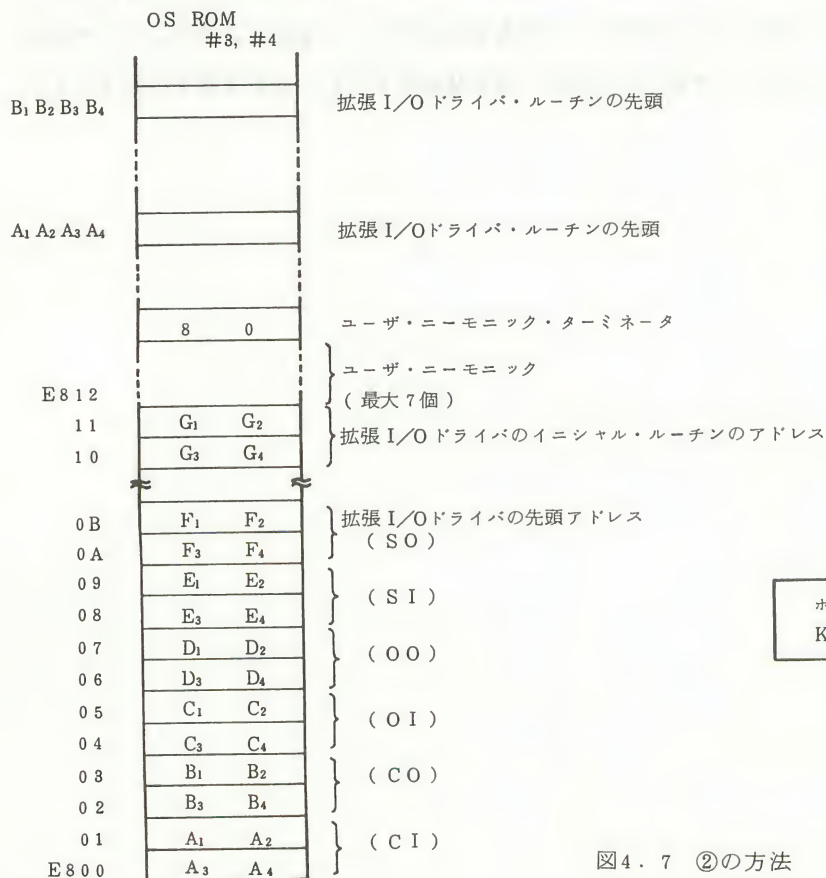 OS ROM
#3, #4
B₁ B₂ B₃ B₄ 拡張 I/O ドライバ・ルーチンの先頭
A₁ A₂ A₃ A₄ 拡張 I/O ドライバ・ルーチンの先頭
8 0 ユーザ・ニーモニック・ターミネータ
ユーザ・ニーモニック
E812 (最大7個)
11 G₁ G₂
拡張 I/O ドライバのイニシャル・ルーチンのアドレス
10 G₃ G₄
0B F₁ F₂ 拡張 I/O ドライバの先頭アドレス
(SO)
0A F₃ F₄
09 E₁ E₂
(SI)
08 E₃ E₄
07 D₁ D₂
(OO)
06 D₃ D₄
05 C₁ C₂
(OI)
04 C₃ C₄
03 B₁ B₂
(CO)
02 B₃ B₄
01 A₁ A₂
(CI)
E800 A₃ A₄
K
図4.7 ②の方法